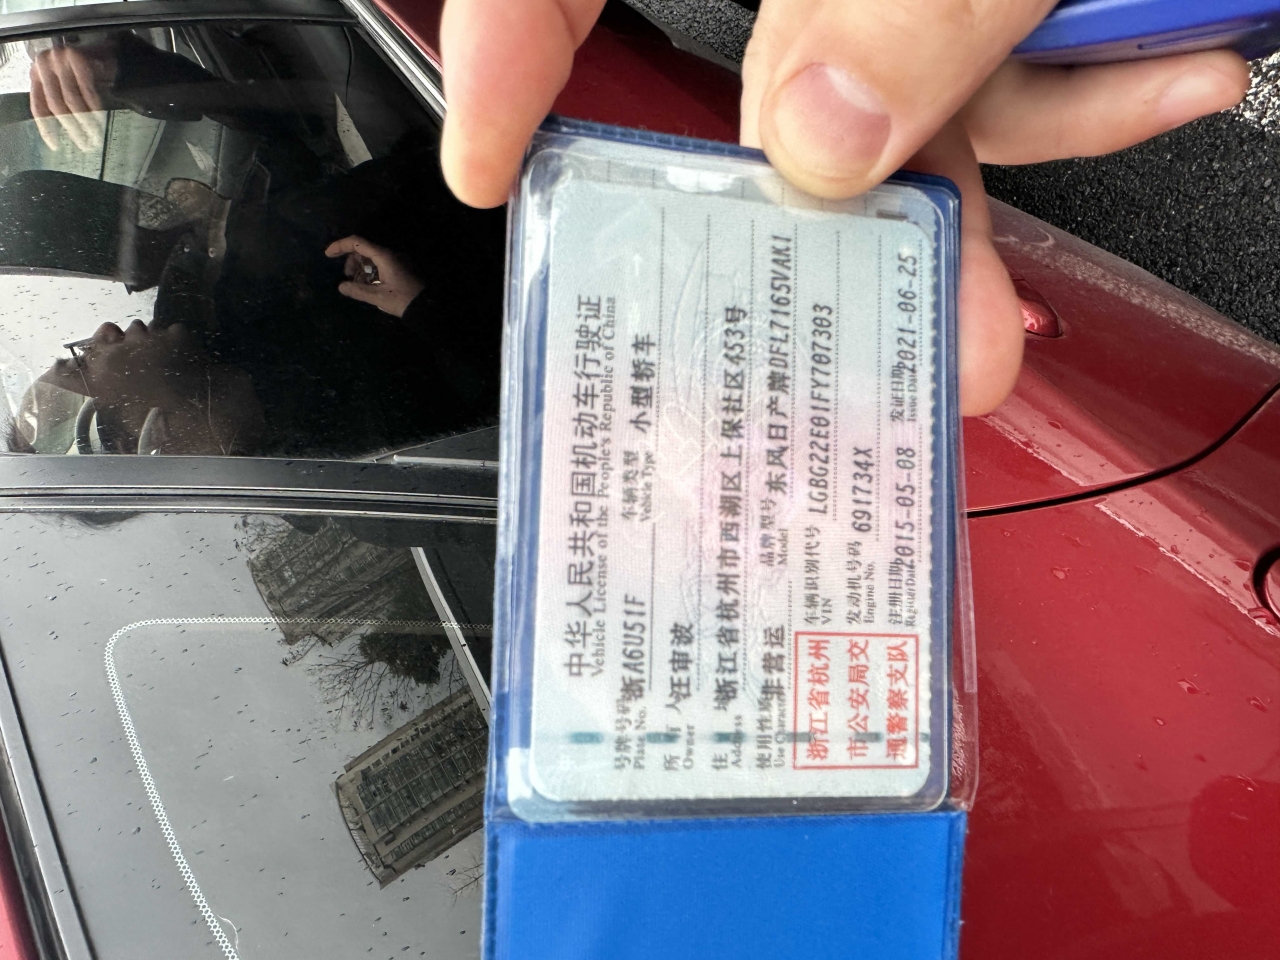 中华人民共和国机动车行驶证
Vehicle License of the People's Republic of China
号牌号码 浙A6U51F 车辆类型 小型轿车
Plate No. Vehicle Type
所 人 汪审波
Owner
住 浙江省杭州市西湖区上保社区453号
Address
使用性 非营运 品牌型号 东风日产牌DFL7165VAK1
Use Character Model
浙江省杭州
市公安局交
通警察支队
车辆识别代号 LGBG22E01FY707303
VIN
发动机号码 691734X
Engine No.
注册日期 2015-05-08 发证日期 2021-06-25
Register Date Issue Date